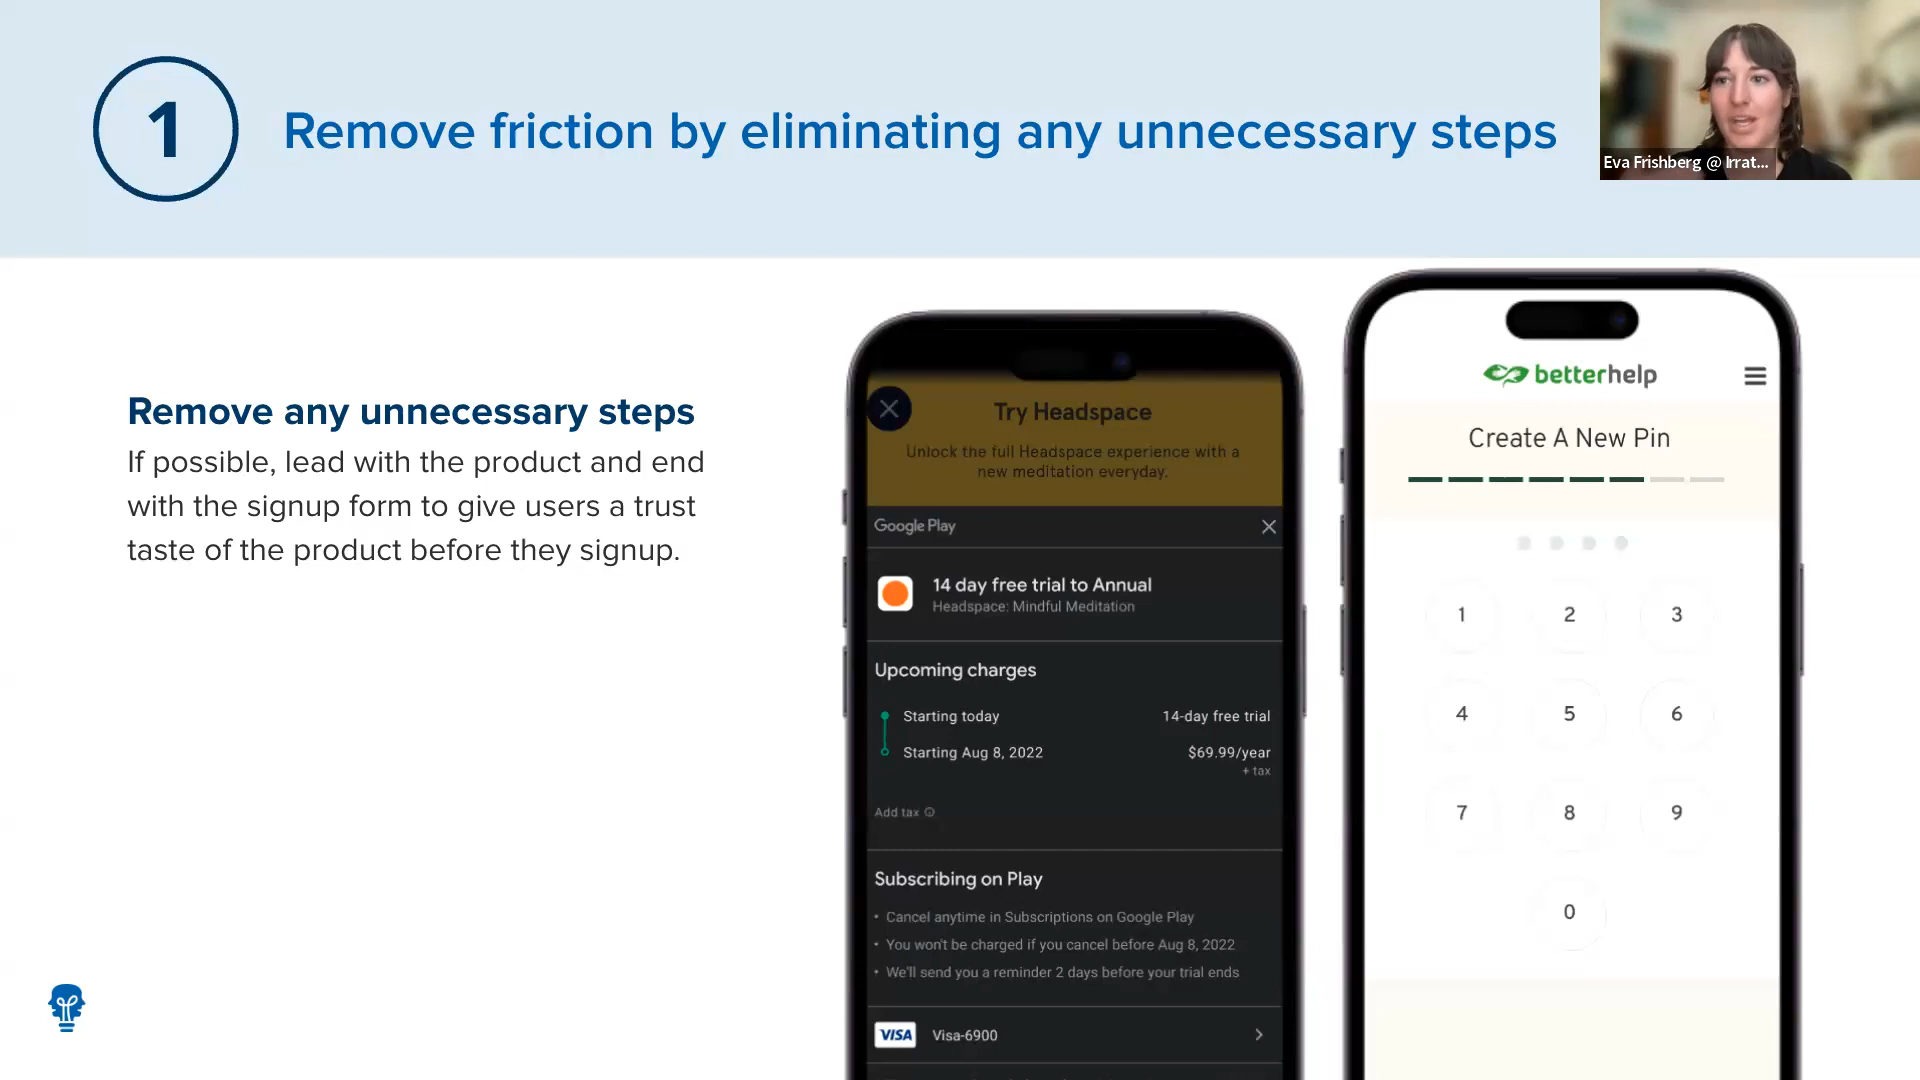 1
Remove friction by eliminating any unnecessary steps
Eva Frishberg @ Irrat...
Remove any unnecessary steps
If possible, lead with the product and end
with the signup form to give users a trust
taste of the product before they signup.
Try Headspace
Unlock the full Headspace experience with a
new meditation everyday.
Google Play
14 day free trial to Annual
Headspace: Mindful Meditation
Upcoming charges
Starting today 14-day free trial
Starting Aug 8, 2022 $69.99/year
+ tax
Add tax
Subscribing on Play
• Cancel anytime in Subscriptions on Google Play
• You won't be charged if you cancel before Aug 8, 2022
• We'll send you a reminder 2 days before your trial ends
VISA Visa-6900
betterhelp
Create A New Pin
1 2 3
4 5 6
7 8 9
0